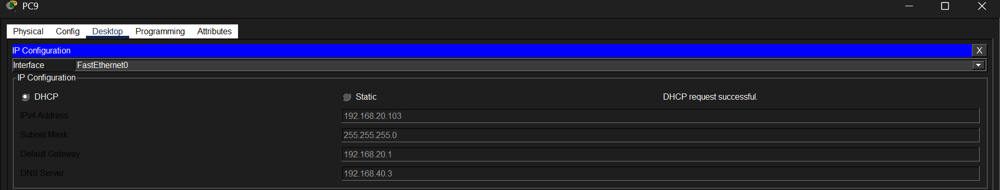 PC9
Physical Config Desktop Programming Attributes
IP Configuration X
Interface FastEthernet0
IP Configuration
DHCP Static DHCP request successful.
IPv4 Address 192.168.20.103
Subnet Mask 255.255.255.0
Default Gateway 192.168.20.1
DNS Server 192.168.40.3